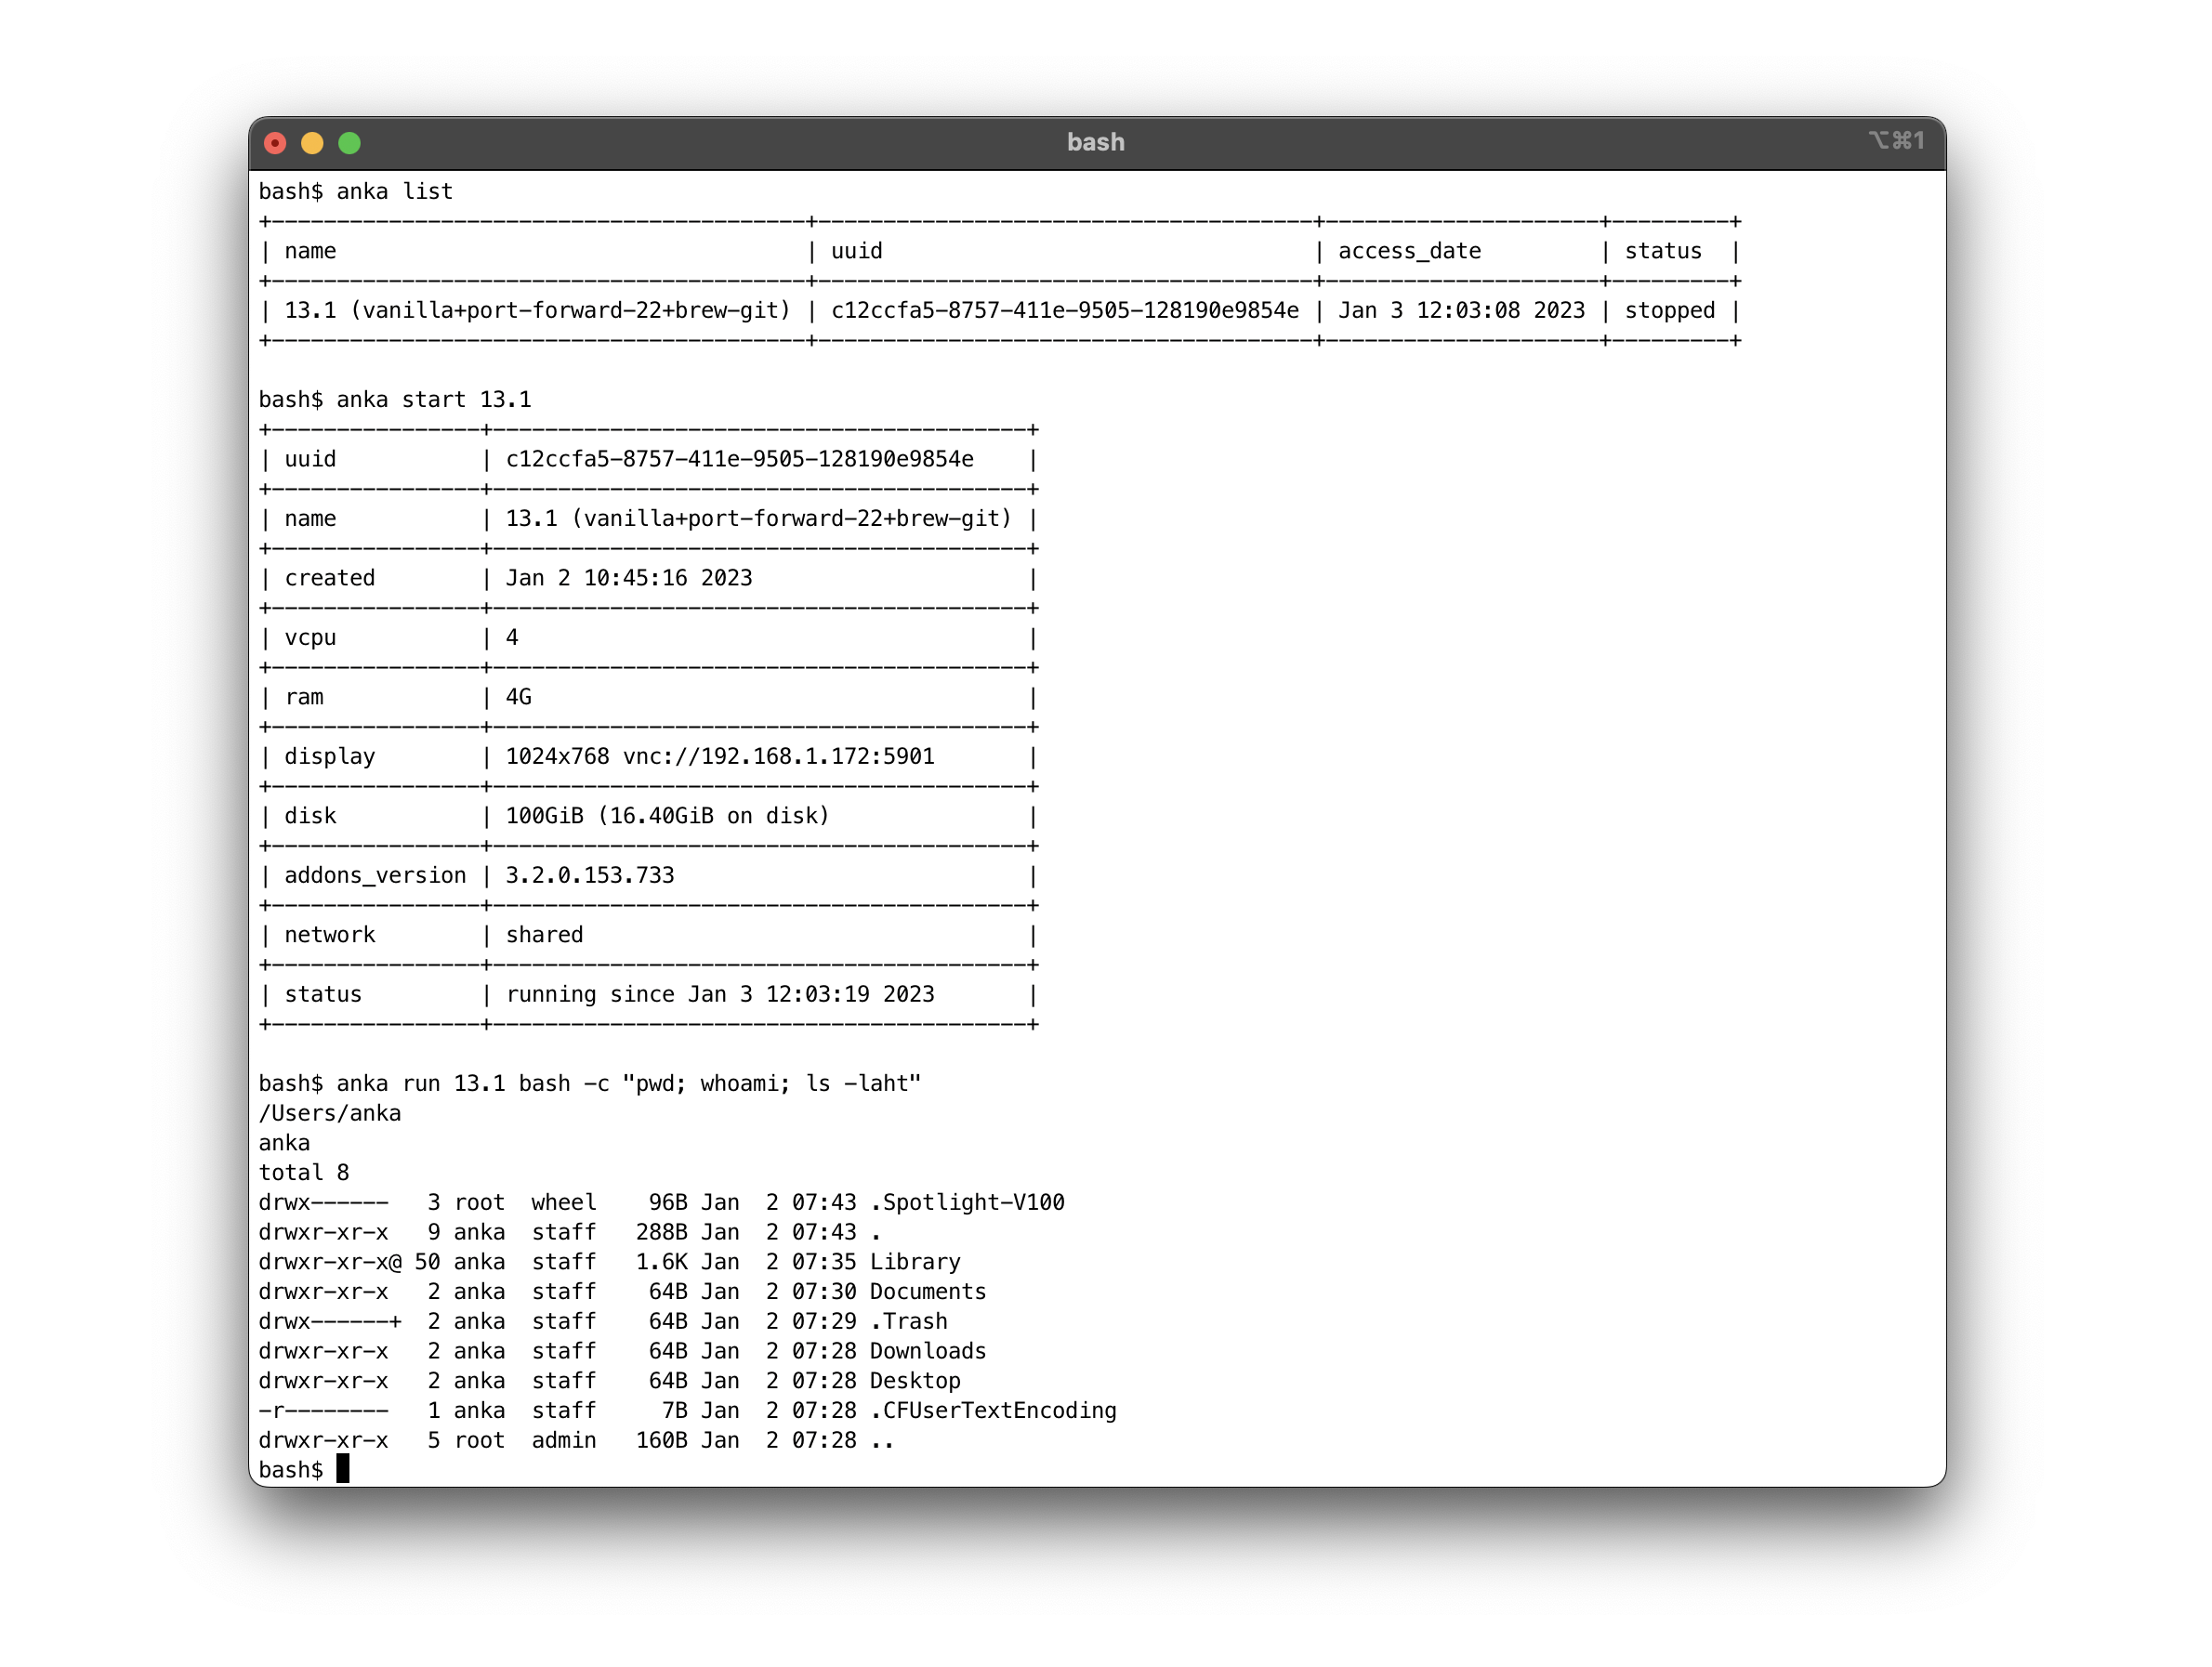 bash ⌥⌘1
bash$ anka list
+-----------------------------------------+--------------------------------------+---------------------+---------+
| name                                    | uuid                                 | access_date         | status  |
+-----------------------------------------+--------------------------------------+---------------------+---------+
| 13.1 (vanilla+port-forward-22+brew-git) | c12ccfa5-8757-411e-9505-128190e9854e | Jan 3 12:03:08 2023 | stopped |
+-----------------------------------------+--------------------------------------+---------------------+---------+
bash$ anka start 13.1
+----------------+-----------------------------------------+
| uuid           | c12ccfa5-8757-411e-9505-128190e9854e    |
+----------------+-----------------------------------------+
| name           | 13.1 (vanilla+port-forward-22+brew-git) |
+----------------+-----------------------------------------+
| created        | Jan 2 10:45:16 2023                     |
+----------------+-----------------------------------------+
| vcpu           | 4                                       |
+----------------+-----------------------------------------+
| ram            | 4G                                      |
+----------------+-----------------------------------------+
| display        | 1024x768 vnc://192.168.1.172:5901       |
+----------------+-----------------------------------------+
| disk           | 100GiB (16.40GiB on disk)               |
+----------------+-----------------------------------------+
| addons_version | 3.2.0.153.733                           |
+----------------+-----------------------------------------+
| network        | shared                                  |
+----------------+-----------------------------------------+
| status         | running since Jan 3 12:03:19 2023       |
+----------------+-----------------------------------------+
bash$ anka run 13.1 bash -c "pwd; whoami; ls -laht"
/Users/anka
anka
total 8
drwx------   3 root  wheel    96B Jan  2 07:43 .Spotlight-V100
drwxr-xr-x   9 anka  staff   288B Jan  2 07:43 .
drwxr-xr-x@ 50 anka  staff   1.6K Jan  2 07:35 Library
drwxr-xr-x   2 anka  staff    64B Jan  2 07:30 Documents
drwx------+  2 anka  staff    64B Jan  2 07:29 .Trash
drwxr-xr-x   2 anka  staff    64B Jan  2 07:28 Downloads
drwxr-xr-x   2 anka  staff    64B Jan  2 07:28 Desktop
-r--------   1 anka  staff     7B Jan  2 07:28 .CFUserTextEncoding
drwxr-xr-x   5 root  admin   160B Jan  2 07:28 ..
bash$